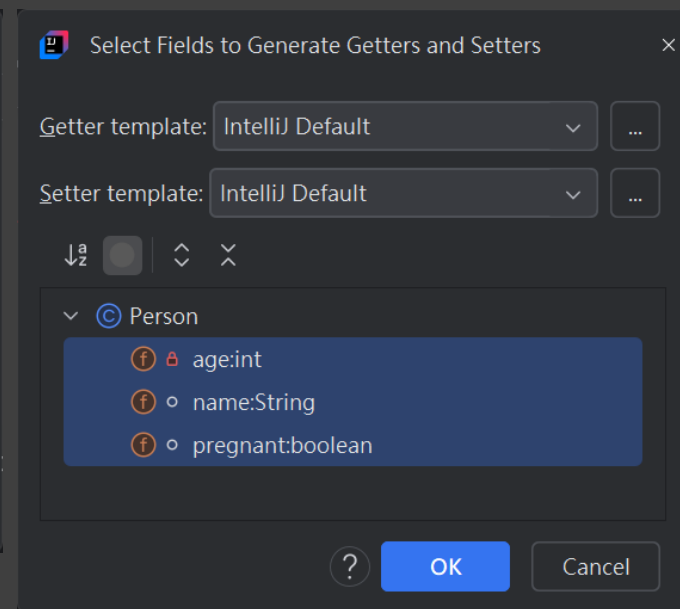 Select Fields to Generate Getters and Setters
Getter template: IntelliJ Default ...
Setter template: IntelliJ Default ...
Person
age:int
name:String
pregnant:boolean
? OK Cancel